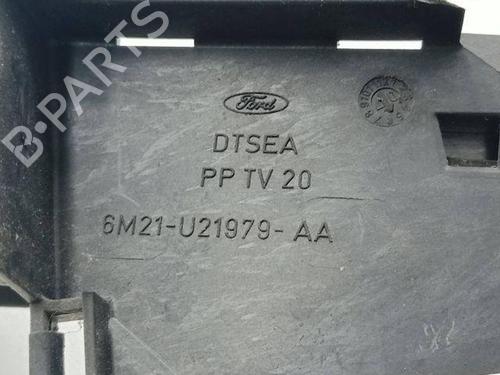 B-PARTS
Ford
DTSEA
PP TV 20
6M21-U21979-AA